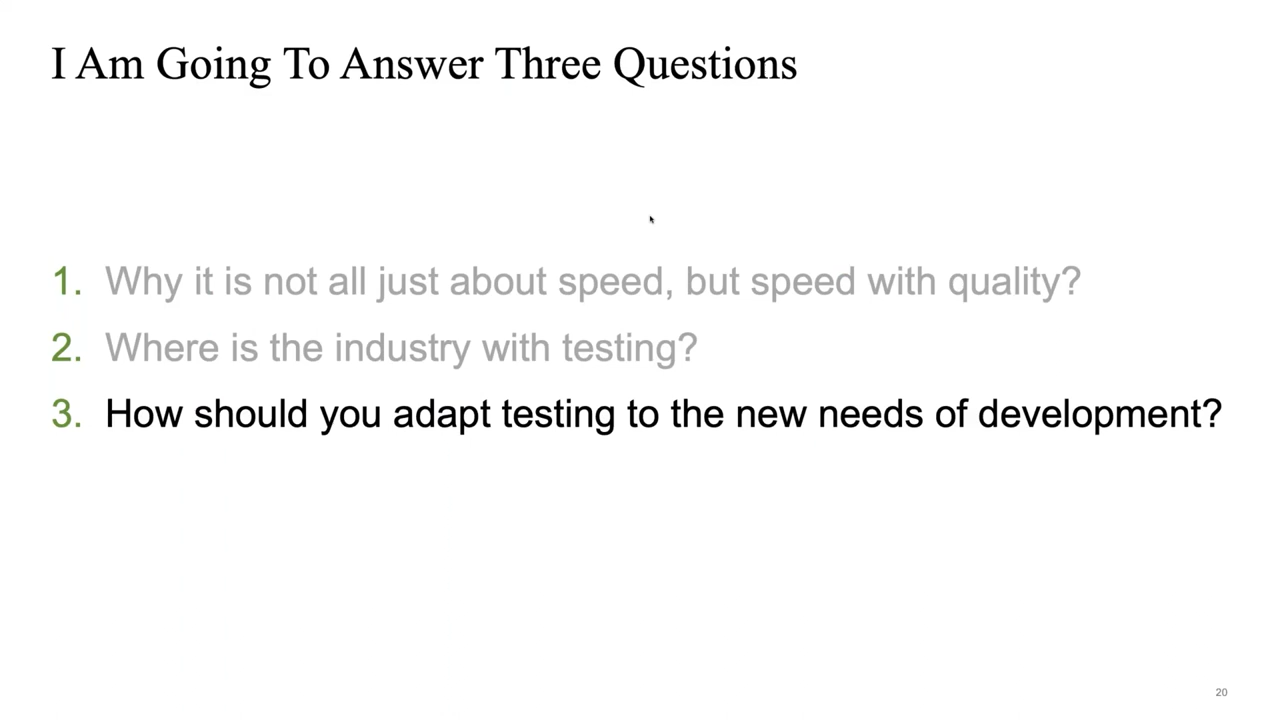 I Am Going To Answer Three Questions
1. Why it is not all just about speed, but speed with quality?
2. Where is the industry with testing?
3. How should you adapt testing to the new needs of development?
20